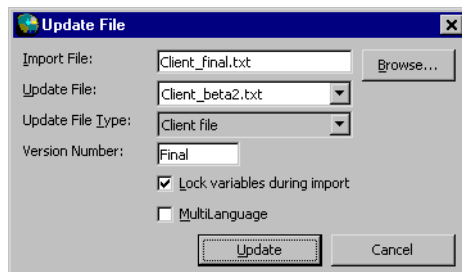 Update File
Import File:
Client_final.txt
Browse...
Update File:
Client_beta2.txt
Update File Type:
Client file
Version Number:
Final
Lock variables during import
MultiLanguage
Update
Cancel